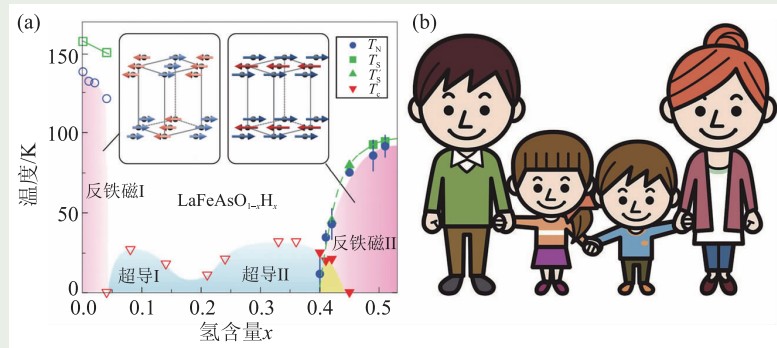 (a)
(b)
150
100
50
0
温度/K
T_N
T_S
T_S′
T_c
反铁磁I
LaFeAsO₁₋ₓHₓ
反铁磁II
超导I
超导II
0.0 0.1 0.2 0.3 0.4 0.5
氢含量x